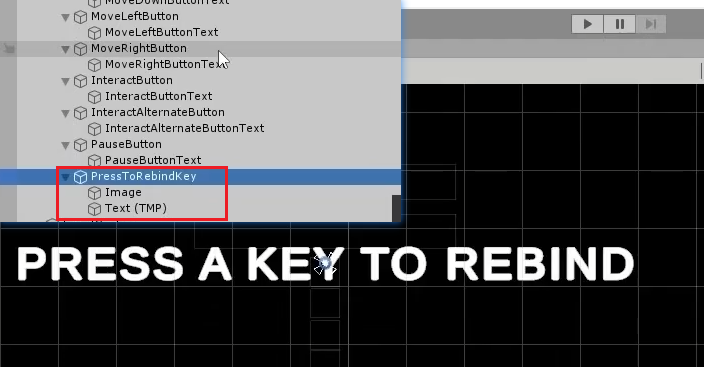 MoveDownButtonText
MoveLeftButton
MoveLeftButtonText
MoveRightButton
MoveRightButtonText
InteractButton
InteractButtonText
InteractAlternateButton
InteractAlternateButtonText
PauseButton
PauseButtonText
PressToRebindKey
Image
Text (TMP)
PRESS A KEY TO REBIND